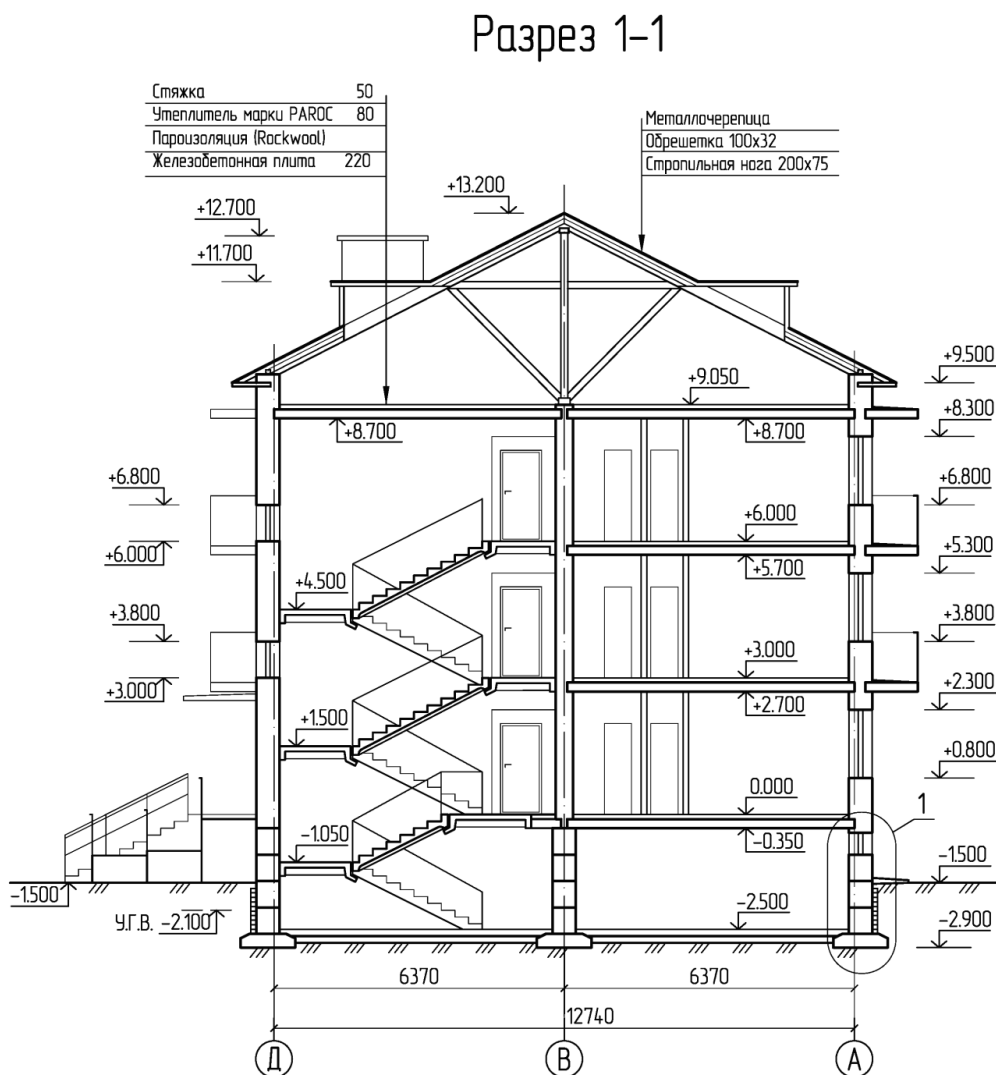 Разрез 1-1
Стяжка 50
Утеплитель марки PAROC 80
Пароизоляция (Rockwool)
Железобетонная плита 220
Металлочерепица
Обрешетка 100х32
Стропильная нога 200х75
+13.200
+12.700
+11.700
+9.500
+9.050
+8.300
+8.700
+8.700
+6.800
+6.800
+6.000
+6.000
+5.700
+5.300
+4.500
+3.800
+3.800
+3.000
+3.000
+2.700
+2.300
+1.500
+0.800
0.000
1
-0.350
-1.050
-1.500
-1.500
У.Г.В. -2.100
-2.500
-2.900
6370
6370
12740
Д
В
А